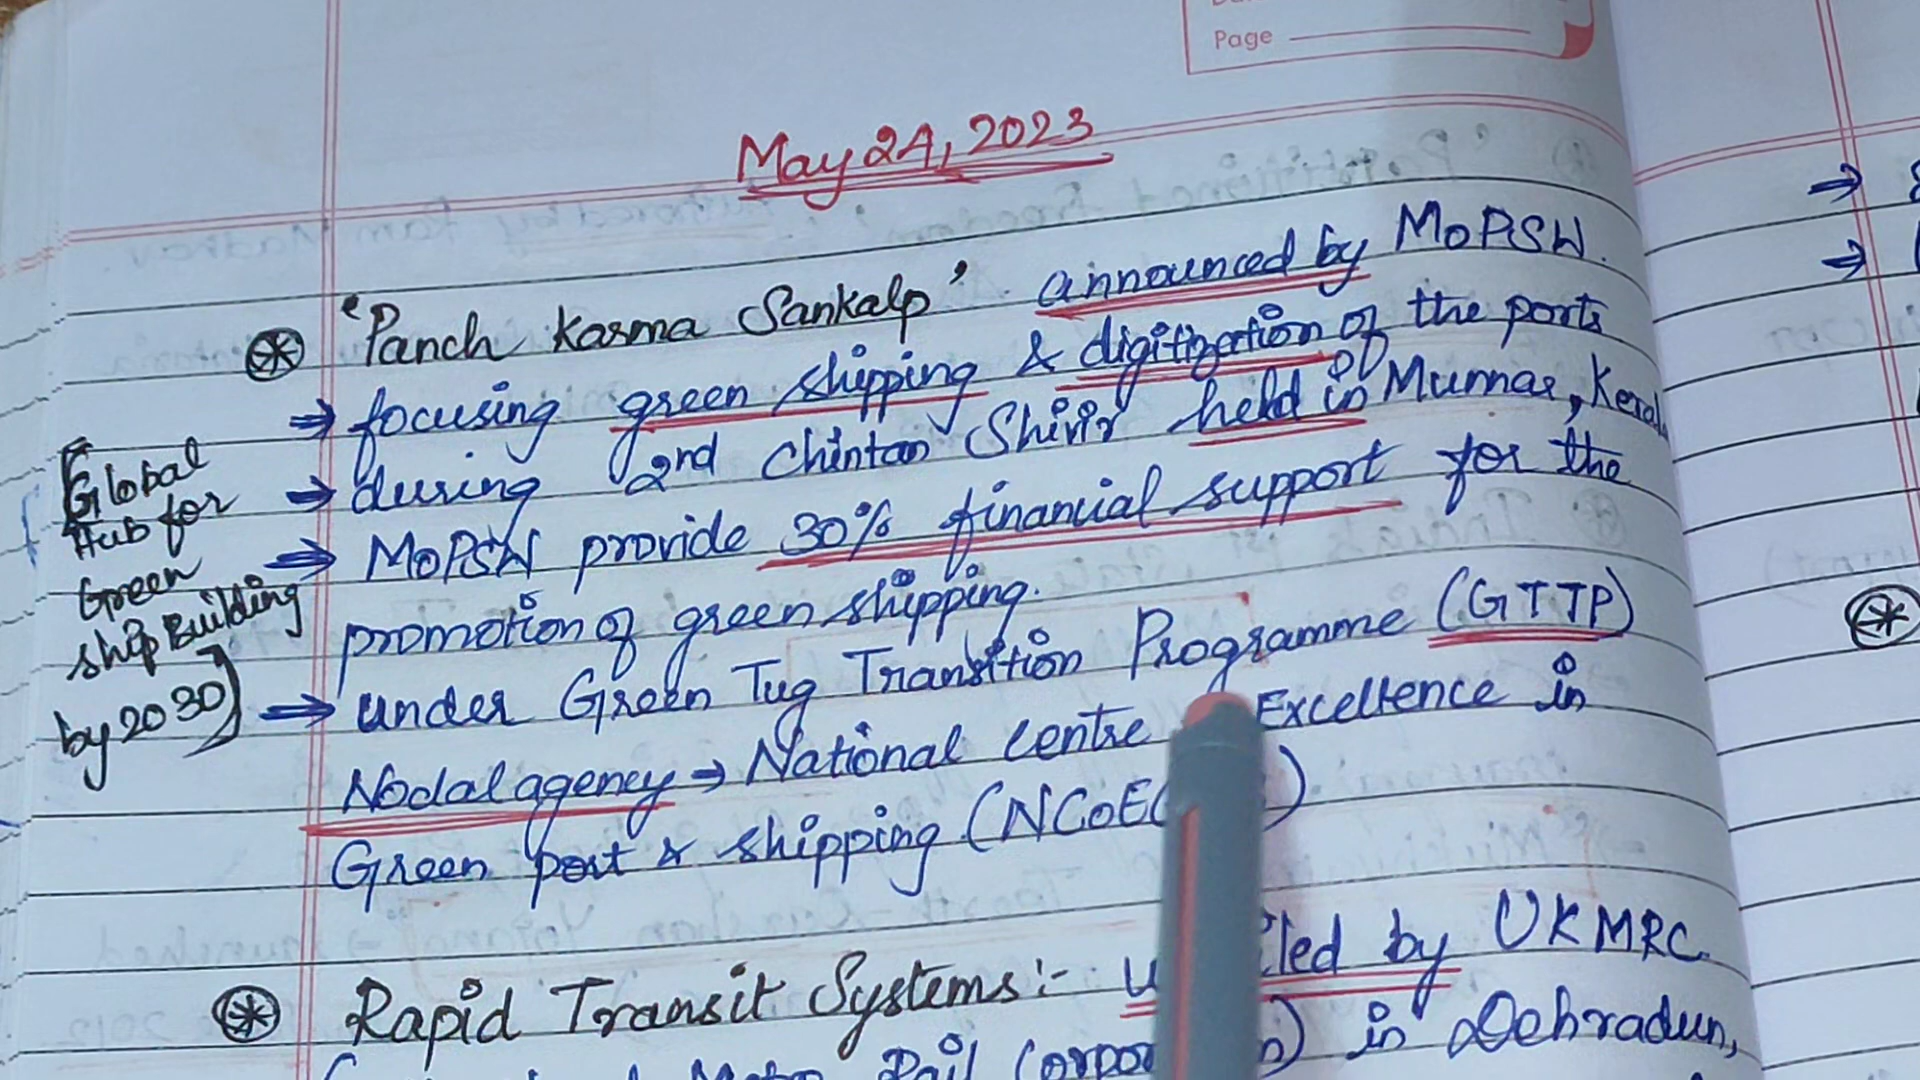 Page
May 24, 2023
'Panch Karma Sankalp' announced by MoPSW.
→ focusing green shipping & digitization of the ports
→ during 2nd Chintan Shivir held in Munnar, Kerala
→ MoPSW provide 30% financial support for the
promotion of green shipping.
→ under Green Tug Transition Programme (GTTP)
Nodal agency → National centre Excellence in
Green port & shipping (NCoE
[Global
Hub for
Green
ship Building
by 2030]
Rapid Transit Systems:- by UKMRC
Rail in Dehradun,